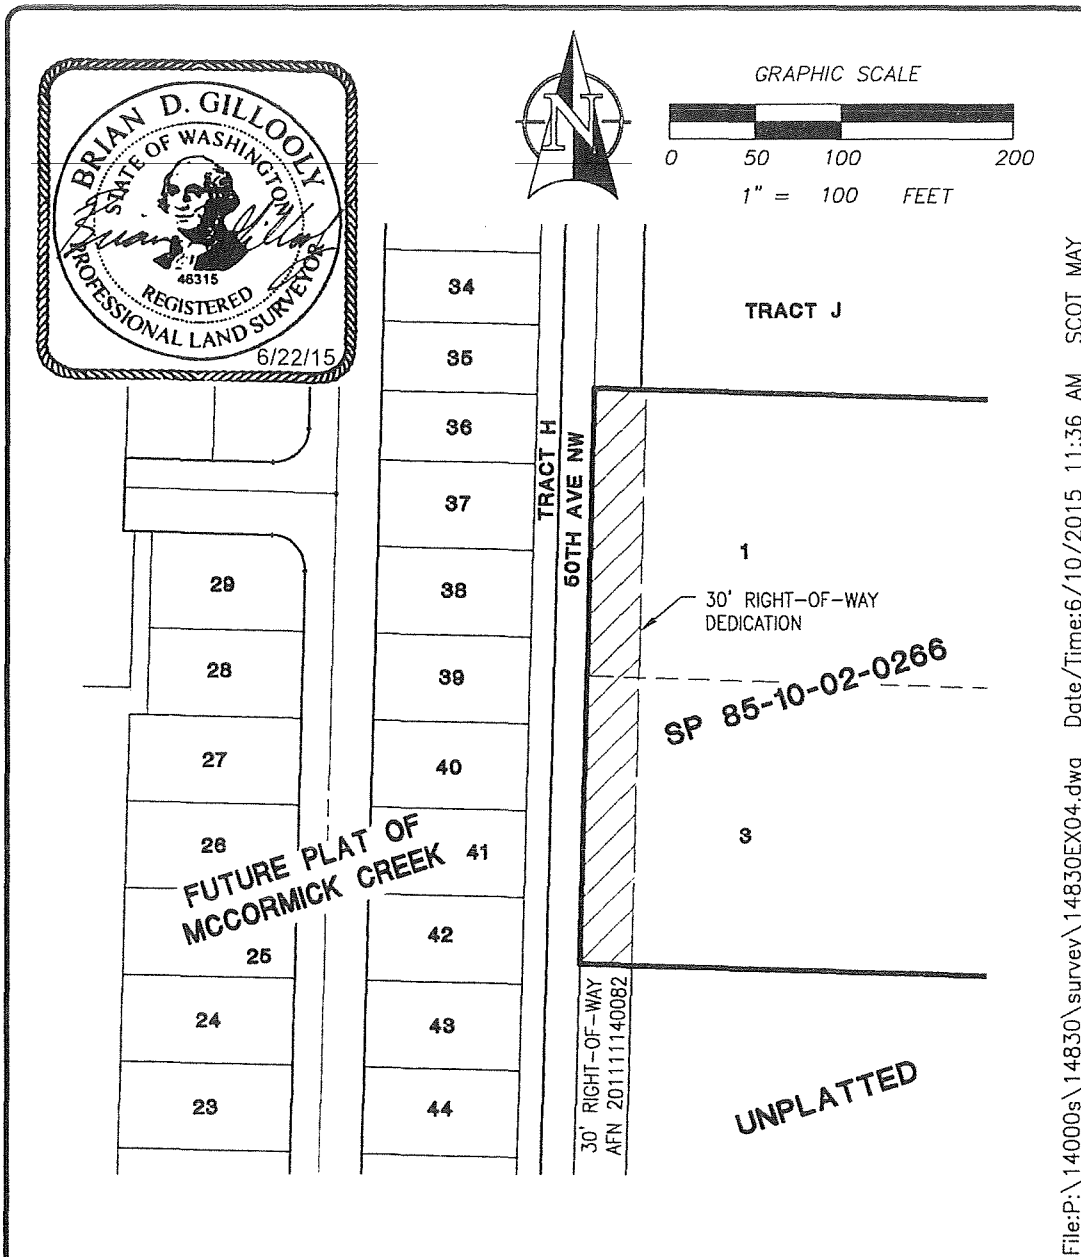 BRIAN D. GILLOOLY
STATE OF WASHINGTON
46315
REGISTERED
PROFESSIONAL LAND SURVEYOR
6/22/15
N
GRAPHIC SCALE
0 50 100 200
1" = 100 FEET
TRACT J
34
35
36
37
38
39
40
41
42
43
44
29
28
27
26
25
24
23
FUTURE PLAT OF
MCCORMICK CREEK
TRACT H
50TH AVE NW
1
30' RIGHT-OF-WAY
DEDICATION
SP 85-10-02-0266
3
30' RIGHT-OF-WAY
AFN 201111140082
UNPLATTED
File:P:\14000s\14830\survey\14830EX04.dwg Date/Time:6/10/2015 11:36 AM SCOT MAY